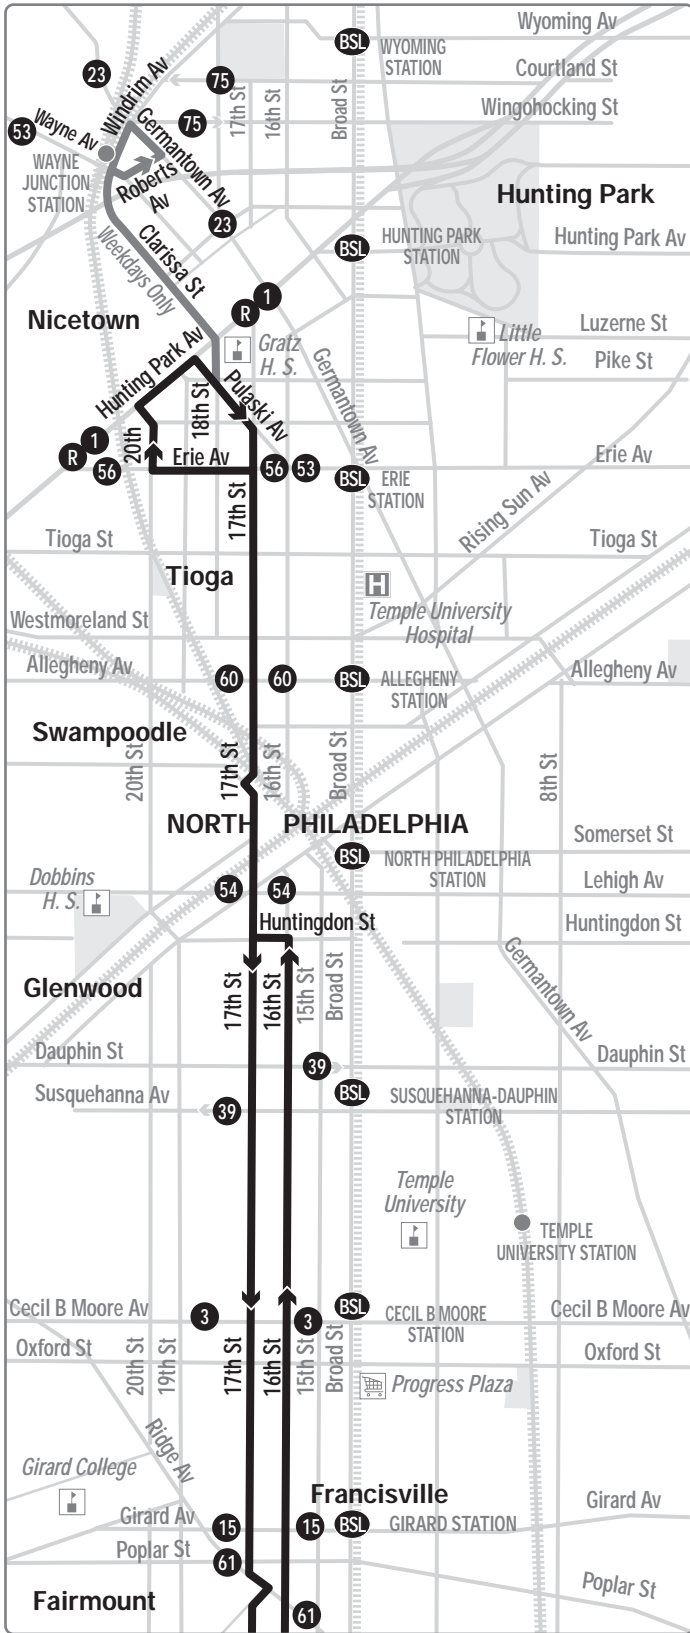 Wyoming Av
BSL
WYOMING
STATION
23
75
Courtland St
Windrim Av
Wingohocking St
53
Wayne Av
75
17th St
16th St
Broad St
Germantown Av
WAYNE
JUNCTION
STATION
Roberts
Av
Hunting Park
23
BSL
HUNTING PARK
STATION
Hunting Park Av
Clarissa St
Weekdays Only
1
R
Nicetown
Luzerne St
Little
Flower H. S.
Gratz
H. S.
Pike St
Hunting Park Av
Germantown Av
18th St
Pulaski Av
1
R
56
20th
Erie Av
56
53
BSL
ERIE
STATION
Erie Av
17th St
Rising Sun Av
Tioga St
Tioga St
Tioga
H
Temple University
Hospital
Westmoreland St
Allegheny Av
60
60
BSL
ALLEGHENY
STATION
Allegheny Av
Swampoodle
20th St
17th St
16th St
Broad St
8th St
NORTH PHILADELPHIA
Somerset St
BSL
NORTH PHILADELPHIA
STATION
Dobbins
H. S.
54
54
Lehigh Av
Huntingdon St
Huntingdon St
Germantown Av
Glenwood
17th St
16th St
15th St
Broad St
Dauphin St
39
Dauphin St
Susquehanna Av
39
BSL
SUSQUEHANNA-DAUPHIN
STATION
Temple
University
TEMPLE
UNIVERSITY STATION
Cecil B Moore Av
3
3
BSL
CECIL B MOORE
STATION
Cecil B Moore Av
Oxford St
Oxford St
20th St
19th St
17th St
16th St
15th St
Broad St
Progress Plaza
Ridge Av
Girard College
Francisville
Girard Av
Girard Av
15
15
BSL
GIRARD STATION
Poplar St
61
Poplar St
Fairmount
61